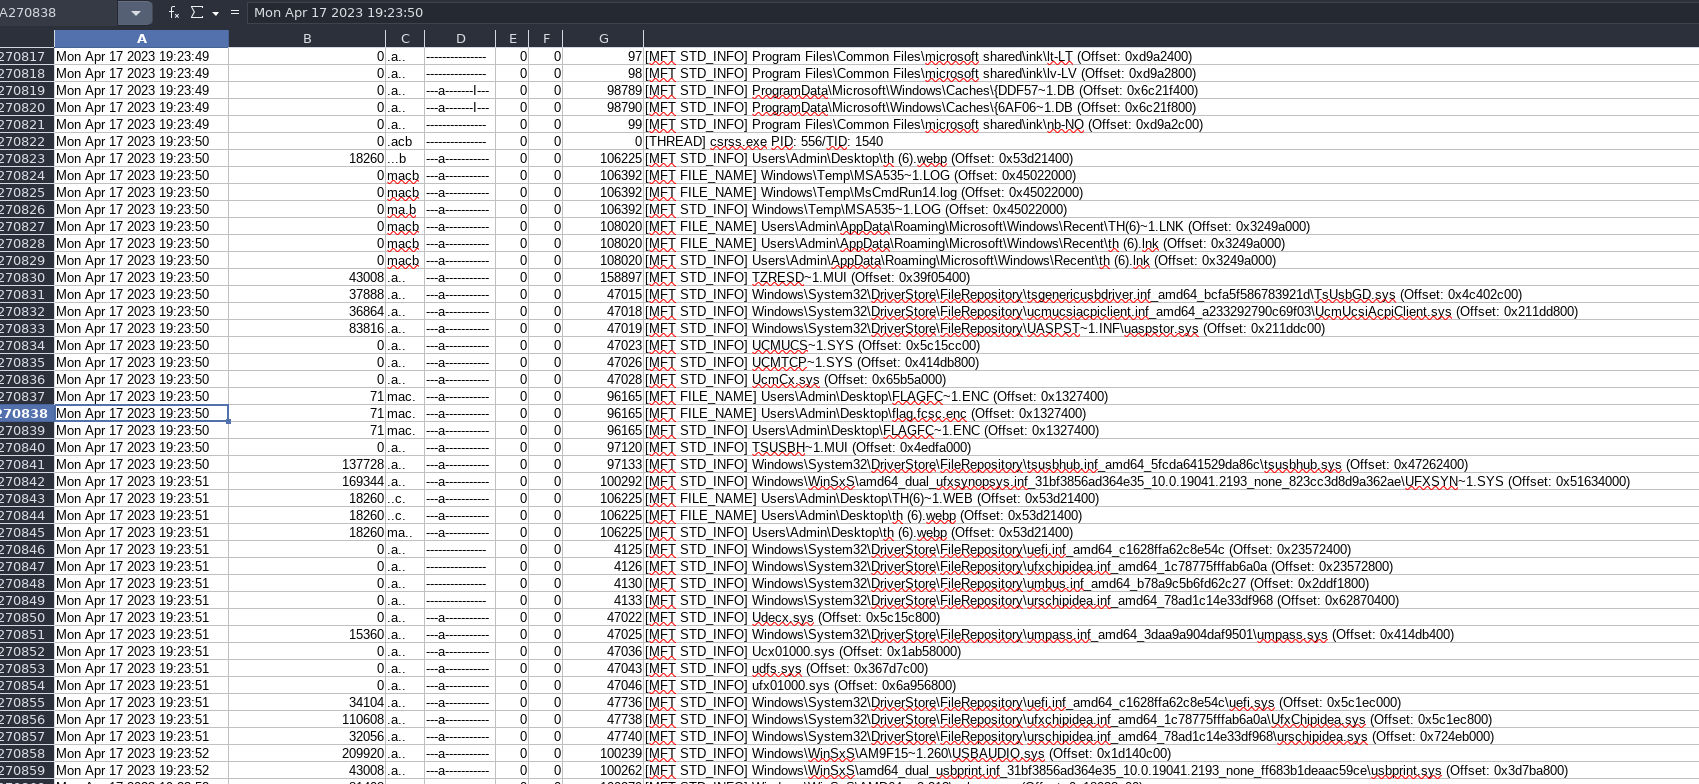 A270838 fx Σ = Mon Apr 17 2023 19:23:50
A B C D E F G
270817 Mon Apr 17 2023 19:23:49 0 .a.. --------------- 0 0 97 [MFT STD_INFO] Program Files\Common Files\microsoft shared\ink\lt-LT (Offset: 0xd9a2400)
270818 Mon Apr 17 2023 19:23:49 0 .a.. --------------- 0 0 98 [MFT STD_INFO] Program Files\Common Files\microsoft shared\ink\lv-LV (Offset: 0xd9a2800)
270819 Mon Apr 17 2023 19:23:49 0 .a.. ---a-------I--- 0 0 98789 [MFT STD_INFO] ProgramData\Microsoft\Windows\Caches\{DDF57~1.DB (Offset: 0x6c21f400)
270820 Mon Apr 17 2023 19:23:49 0 .a.. ---a-------I--- 0 0 98790 [MFT STD_INFO] ProgramData\Microsoft\Windows\Caches\{6AF06~1.DB (Offset: 0x6c21f800)
270821 Mon Apr 17 2023 19:23:49 0 .a.. --------------- 0 0 99 [MFT STD_INFO] Program Files\Common Files\microsoft shared\ink\nb-NO (Offset: 0xd9a2c00)
270822 Mon Apr 17 2023 19:23:50 0 .acb --------------- 0 0 0 [THREAD] csrss.exe PID: 556/TID: 1540
270823 Mon Apr 17 2023 19:23:50 18260 ...b ---a----------- 0 0 106225 [MFT STD_INFO] Users\Admin\Desktop\th (6).webp (Offset: 0x53d21400)
270824 Mon Apr 17 2023 19:23:50 0 macb ---a----------- 0 0 106392 [MFT FILE_NAME] Windows\Temp\MSA535~1.LOG (Offset: 0x45022000)
270825 Mon Apr 17 2023 19:23:50 0 macb ---a----------- 0 0 106392 [MFT FILE_NAME] Windows\Temp\MsCmdRun14.log (Offset: 0x45022000)
270826 Mon Apr 17 2023 19:23:50 0 ma.b ---a----------- 0 0 106392 [MFT STD_INFO] Windows\Temp\MSA535~1.LOG (Offset: 0x45022000)
270827 Mon Apr 17 2023 19:23:50 0 macb ---a----------- 0 0 108020 [MFT FILE_NAME] Users\Admin\AppData\Roaming\Microsoft\Windows\Recent\TH(6)~1.LNK (Offset: 0x3249a000)
270828 Mon Apr 17 2023 19:23:50 0 macb ---a----------- 0 0 108020 [MFT FILE_NAME] Users\Admin\AppData\Roaming\Microsoft\Windows\Recent\th (6).lnk (Offset: 0x3249a000)
270829 Mon Apr 17 2023 19:23:50 0 macb ---a----------- 0 0 108020 [MFT STD_INFO] Users\Admin\AppData\Roaming\Microsoft\Windows\Recent\th (6).lnk (Offset: 0x3249a000)
270830 Mon Apr 17 2023 19:23:50 43008 .a.. ---a----------- 0 0 158897 [MFT STD_INFO] TZRESD~1.MUI (Offset: 0x39f05400)
270831 Mon Apr 17 2023 19:23:50 37888 .a.. ---a----------- 0 0 47015 [MFT STD_INFO] Windows\System32\DriverStore\FileRepository\tsgenericusbdriver.inf_amd64_bcfa5f586783921d\TsUsbGD.sys (Offset: 0x4c402c00)
270832 Mon Apr 17 2023 19:23:50 36864 .a.. ---a----------- 0 0 47018 [MFT STD_INFO] Windows\System32\DriverStore\FileRepository\ucmucsiacpiclient.inf_amd64_a233292790c69f03\UcmUcsiAcpiClient.sys (Offset: 0x211dd800)
270833 Mon Apr 17 2023 19:23:50 83816 .a.. ---a----------- 0 0 47019 [MFT STD_INFO] Windows\System32\DriverStore\FileRepository\UASPST~1.INF\uaspstor.sys (Offset: 0x211ddc00)
270834 Mon Apr 17 2023 19:23:50 0 .a.. ---a----------- 0 0 47023 [MFT STD_INFO] UCMUCS~1.SYS (Offset: 0x5c15cc00)
270835 Mon Apr 17 2023 19:23:50 0 .a.. ---a----------- 0 0 47026 [MFT STD_INFO] UCMTCP~1.SYS (Offset: 0x414db800)
270836 Mon Apr 17 2023 19:23:50 0 .a.. ---a----------- 0 0 47028 [MFT STD_INFO] UcmCx.sys (Offset: 0x65b5a000)
270837 Mon Apr 17 2023 19:23:50 71 mac. ---a----------- 0 0 96165 [MFT FILE_NAME] Users\Admin\Desktop\FLAGFC~1.ENC (Offset: 0x1327400)
270838 Mon Apr 17 2023 19:23:50 71 mac. ---a----------- 0 0 96165 [MFT FILE_NAME] Users\Admin\Desktop\flag.fcsc.enc (Offset: 0x1327400)
270839 Mon Apr 17 2023 19:23:50 71 mac. ---a----------- 0 0 96165 [MFT STD_INFO] Users\Admin\Desktop\FLAGFC~1.ENC (Offset: 0x1327400)
270840 Mon Apr 17 2023 19:23:50 0 .a.. ---a----------- 0 0 97120 [MFT STD_INFO] TSUSBH~1.MUI (Offset: 0x4edfa000)
270841 Mon Apr 17 2023 19:23:50 137728 .a.. ---a----------- 0 0 97133 [MFT STD_INFO] Windows\System32\DriverStore\FileRepository\tsusbhub.inf_amd64_5fcda641529da86c\tsusbhub.sys (Offset: 0x47262400)
270842 Mon Apr 17 2023 19:23:50 169344 .a.. ---a----------- 0 0 100292 [MFT STD_INFO] Windows\WinSxS\amd64_dual_ufxsynopsys.inf_31bf3856ad364e35_10.0.19041.2193_none_823cc3d8d9a362ae\UFXSYN~1.SYS (Offset: 0x51634000)
270843 Mon Apr 17 2023 19:23:51 18260 ..c. ---a----------- 0 0 106225 [MFT FILE_NAME] Users\Admin\Desktop\TH(6)~1.WEB (Offset: 0x53d21400)
270844 Mon Apr 17 2023 19:23:51 18260 ..c. ---a----------- 0 0 106225 [MFT FILE_NAME] Users\Admin\Desktop\th (6).webp (Offset: 0x53d21400)
270845 Mon Apr 17 2023 19:23:51 18260 ma.. ---a----------- 0 0 106225 [MFT STD_INFO] Users\Admin\Desktop\th (6).webp (Offset: 0x53d21400)
270846 Mon Apr 17 2023 19:23:51 0 .a.. --------------- 0 0 4125 [MFT STD_INFO] Windows\System32\DriverStore\FileRepository\uefi.inf_amd64_c1628ffa62c8e54c (Offset: 0x23572400)
270847 Mon Apr 17 2023 19:23:51 0 .a.. --------------- 0 0 4126 [MFT STD_INFO] Windows\System32\DriverStore\FileRepository\ufxchipidea.inf_amd64_1c78775fffab6a0a (Offset: 0x23572800)
270848 Mon Apr 17 2023 19:23:51 0 .a.. --------------- 0 0 4130 [MFT STD_INFO] Windows\System32\DriverStore\FileRepository\umbus.inf_amd64_b78a9c5b6fd62c27 (Offset: 0x2ddf1800)
270849 Mon Apr 17 2023 19:23:51 0 .a.. --------------- 0 0 4133 [MFT STD_INFO] Windows\System32\DriverStore\FileRepository\urschipidea.inf_amd64_78ad1c14e33df968 (Offset: 0x62870400)
270850 Mon Apr 17 2023 19:23:51 0 .a.. ---a----------- 0 0 47022 [MFT STD_INFO] Udecx.sys (Offset: 0x5c15c800)
270851 Mon Apr 17 2023 19:23:51 15360 .a.. ---a----------- 0 0 47025 [MFT STD_INFO] Windows\System32\DriverStore\FileRepository\umpass.inf_amd64_3daa9a904daf9501\umpass.sys (Offset: 0x414db400)
270852 Mon Apr 17 2023 19:23:51 0 .a.. ---a----------- 0 0 47036 [MFT STD_INFO] Ucx01000.sys (Offset: 0x1ab58000)
270853 Mon Apr 17 2023 19:23:51 0 .a.. ---a----------- 0 0 47043 [MFT STD_INFO] udfs.sys (Offset: 0x367d7c00)
270854 Mon Apr 17 2023 19:23:51 0 .a.. ---a----------- 0 0 47046 [MFT STD_INFO] ufx01000.sys (Offset: 0x6a956800)
270855 Mon Apr 17 2023 19:23:51 34104 .a.. ---a----------- 0 0 47736 [MFT STD_INFO] Windows\System32\DriverStore\FileRepository\uefi.inf_amd64_c1628ffa62c8e54c\uefi.sys (Offset: 0x5c1ec000)
270856 Mon Apr 17 2023 19:23:51 110608 .a.. ---a----------- 0 0 47738 [MFT STD_INFO] Windows\System32\DriverStore\FileRepository\ufxchipidea.inf_amd64_1c78775fffab6a0a\UfxChipidea.sys (Offset: 0x5c1ec800)
270857 Mon Apr 17 2023 19:23:51 32056 .a.. ---a----------- 0 0 47740 [MFT STD_INFO] Windows\System32\DriverStore\FileRepository\urschipidea.inf_amd64_78ad1c14e33df968\urschipidea.sys (Offset: 0x724eb000)
270858 Mon Apr 17 2023 19:23:52 209920 .a.. ---a----------- 0 0 100239 [MFT STD_INFO] Windows\WinSxS\AM9F15~1.260\USBAUDIO.sys (Offset: 0x1d140c00)
270859 Mon Apr 17 2023 19:23:52 43008 .a.. ---a----------- 0 0 100262 [MFT STD_INFO] Windows\WinSxS\amd64_dual_usbprint.inf_31bf3856ad364e35_10.0.19041.2193_none_ff683b1deaac59ce\usbprint.sys (Offset: 0x3d7ba800)